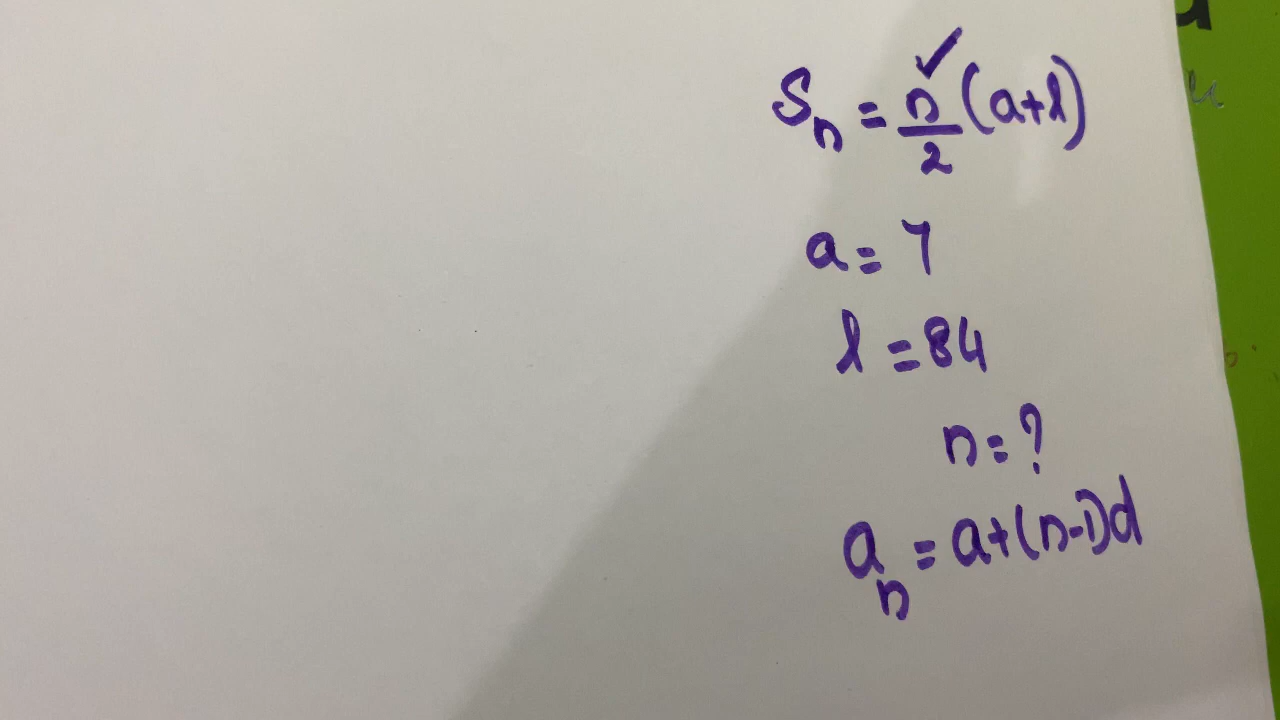 Sn = n/2 (a+l)
a = 7
l = 84
n = ?
an = a+(n-1)d